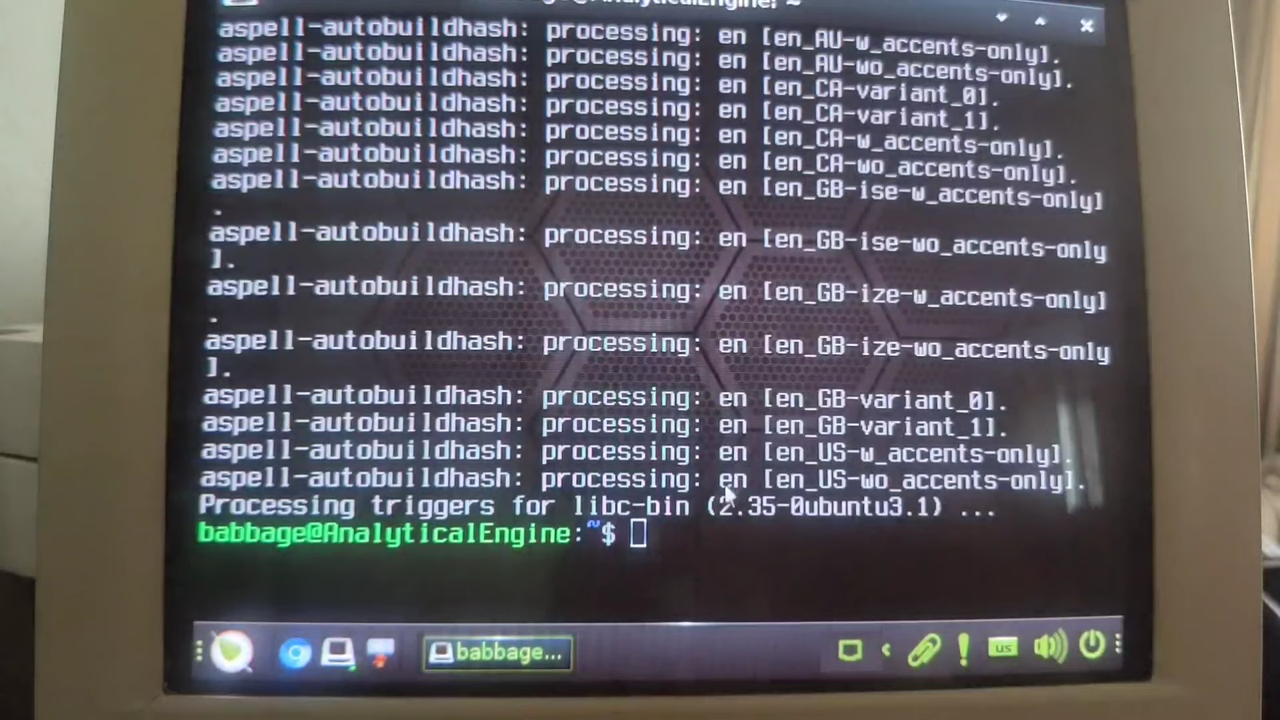 babbage@AnalyticalEngine: ~
aspell-autobuildhash: processing: en [en_AU-w_accents-only].
aspell-autobuildhash: processing: en [en_AU-wo_accents-only].
aspell-autobuildhash: processing: en [en_CA-variant_0].
aspell-autobuildhash: processing: en [en_CA-variant_1].
aspell-autobuildhash: processing: en [en_CA-w_accents-only].
aspell-autobuildhash: processing: en [en_CA-wo_accents-only].
aspell-autobuildhash: processing: en [en_GB-ise-w_accents-only]
.
aspell-autobuildhash: processing: en [en_GB-ise-wo_accents-only
].
aspell-autobuildhash: processing: en [en_GB-ize-w_accents-only]
.
aspell-autobuildhash: processing: en [en_GB-ize-wo_accents-only
].
aspell-autobuildhash: processing: en [en_GB-variant_0].
aspell-autobuildhash: processing: en [en_GB-variant_1].
aspell-autobuildhash: processing: en [en_US-w_accents-only].
aspell-autobuildhash: processing: en [en_US-wo_accents-only].
Processing triggers for libc-bin (2.35-0ubuntu3.1) ...
babbage@AnalyticalEngine:~$
babbage...
us